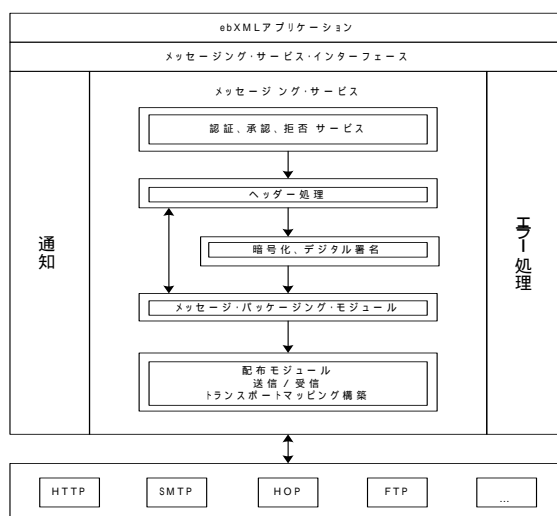 ebXMLアプリケーション
メッセージング・サービス・インターフェース
メッセージング・サービス
認証、承認、拒否 サービス
ヘッダー処理
暗号化、デジタル署名
メッセージ・パッケージング・モジュール
配布モジュール
送信 / 受信
トランスポートマッピング構築
通知
エラー処理
HTTP
SMTP
HOP
FTP
...